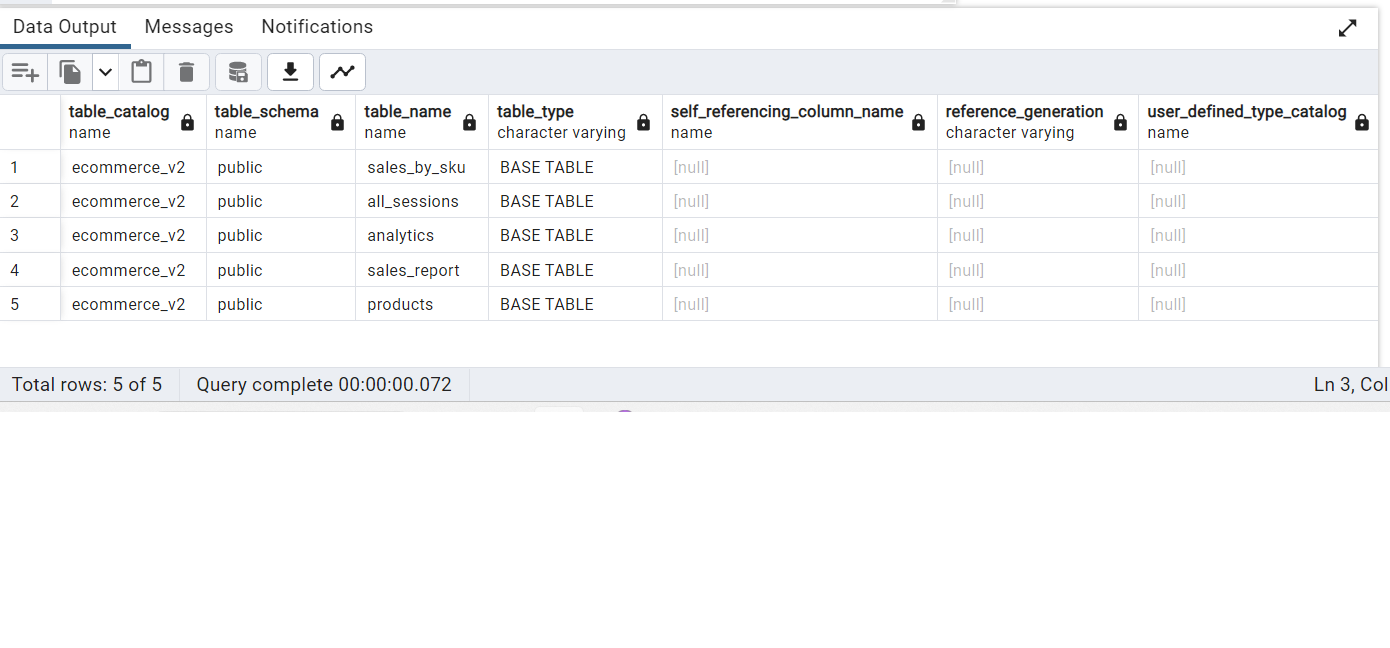 Data Output Messages Notifications
table_catalog table_schema table_name table_type self_referencing_column_name reference_generation user_defined_type_catalog
name name name character varying name character varying name
1 ecommerce_v2 public sales_by_sku BASE TABLE [null] [null] [null]
2 ecommerce_v2 public all_sessions BASE TABLE [null] [null] [null]
3 ecommerce_v2 public analytics BASE TABLE [null] [null] [null]
4 ecommerce_v2 public sales_report BASE TABLE [null] [null] [null]
5 ecommerce_v2 public products BASE TABLE [null] [null] [null]
Total rows: 5 of 5 Query complete 00:00:00.072 Ln 3, Col